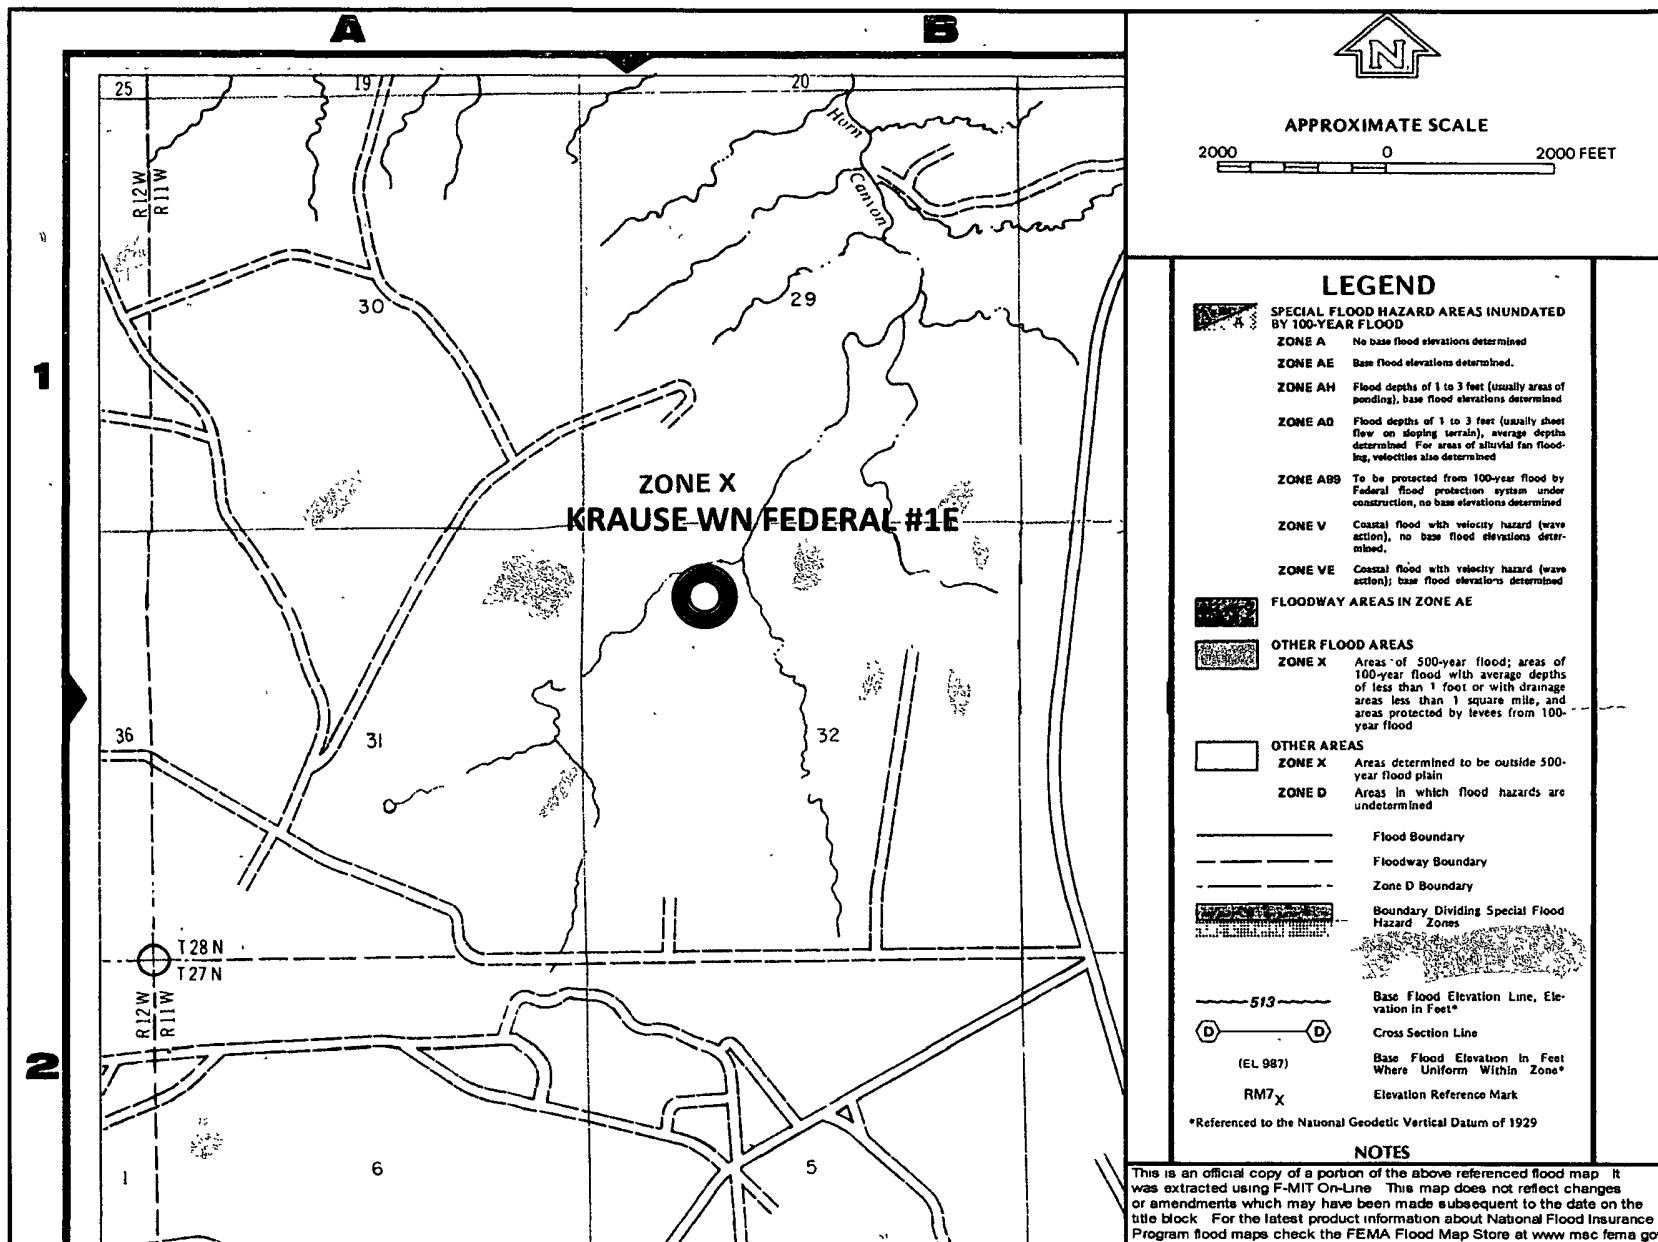 A
B
25
19
20
R12W
R11W
Horn
Canyon
30
29
1
ZONE X
KRAUSE WN FEDERAL #1E
36
31
32
T28N
T27N
R12W
R11W
2
1
6
5
N
APPROXIMATE SCALE
2000 0 2000 FEET
LEGEND
SPECIAL FLOOD HAZARD AREAS INUNDATED
BY 100-YEAR FLOOD
ZONE A No base flood elevations determined
ZONE AE Base flood elevations determined.
ZONE AH Flood depths of 1 to 3 feet (usually areas of
ponding), base flood elevations determined
ZONE AO Flood depths of 1 to 3 feet (usually sheet
flow on sloping terrain), average depths
determined For areas of alluvial fan flood-
ing, velocities also determined
ZONE A99 To be protected from 100-year flood by
Federal flood protection system under
construction, no base elevations determined
ZONE V Coastal flood with velocity hazard (wave
action), no base flood elevations deter-
mined.
ZONE VE Coastal flood with velocity hazard (wave
action); base flood elevations determined
FLOODWAY AREAS IN ZONE AE
OTHER FLOOD AREAS
ZONE X Areas of 500-year flood; areas of
100-year flood with average depths
of less than 1 foot or with drainage
areas less than 1 square mile, and
areas protected by levees from 100-
year flood
OTHER AREAS
ZONE X Areas determined to be outside 500-
year flood plain
ZONE D Areas in which flood hazards are
undetermined
Flood Boundary
Floodway Boundary
Zone D Boundary
Boundary Dividing Special Flood
Hazard Zones
513 Base Flood Elevation Line, Ele-
vation in Feet*
D D Cross Section Line
(EL 987) Base Flood Elevation in Feet
Where Uniform Within Zone*
RM7X Elevation Reference Mark
*Referenced to the National Geodetic Vertical Datum of 1929
NOTES
This is an official copy of a portion of the above referenced flood map It
was extracted using F-MIT On-Line This map does not reflect changes
or amendments which may have been made subsequent to the date on the
title block For the latest product information about National Flood Insurance
Program flood maps check the FEMA Flood Map Store at www msc fema go